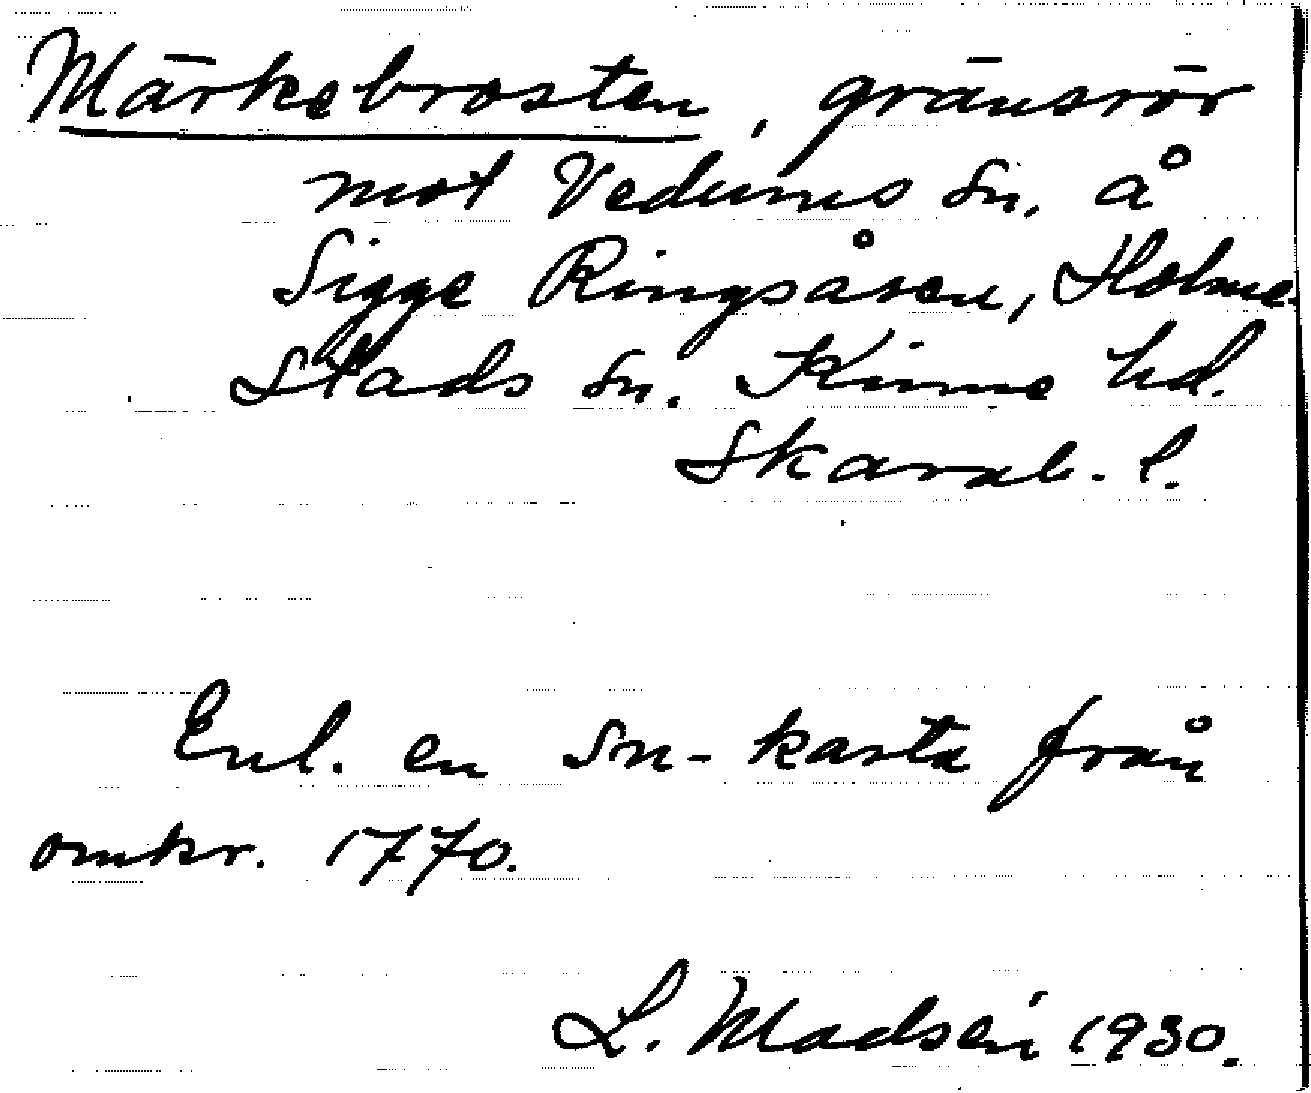 Märkebrosten, gränsrör
mot Vedums sn, å
Sigge Ringsåsen, Holme-
stads sn. Kinne hd.
Skarab. l.
Enl. en sn-karta från
omkr. 1770.
L. Madsén 1930.